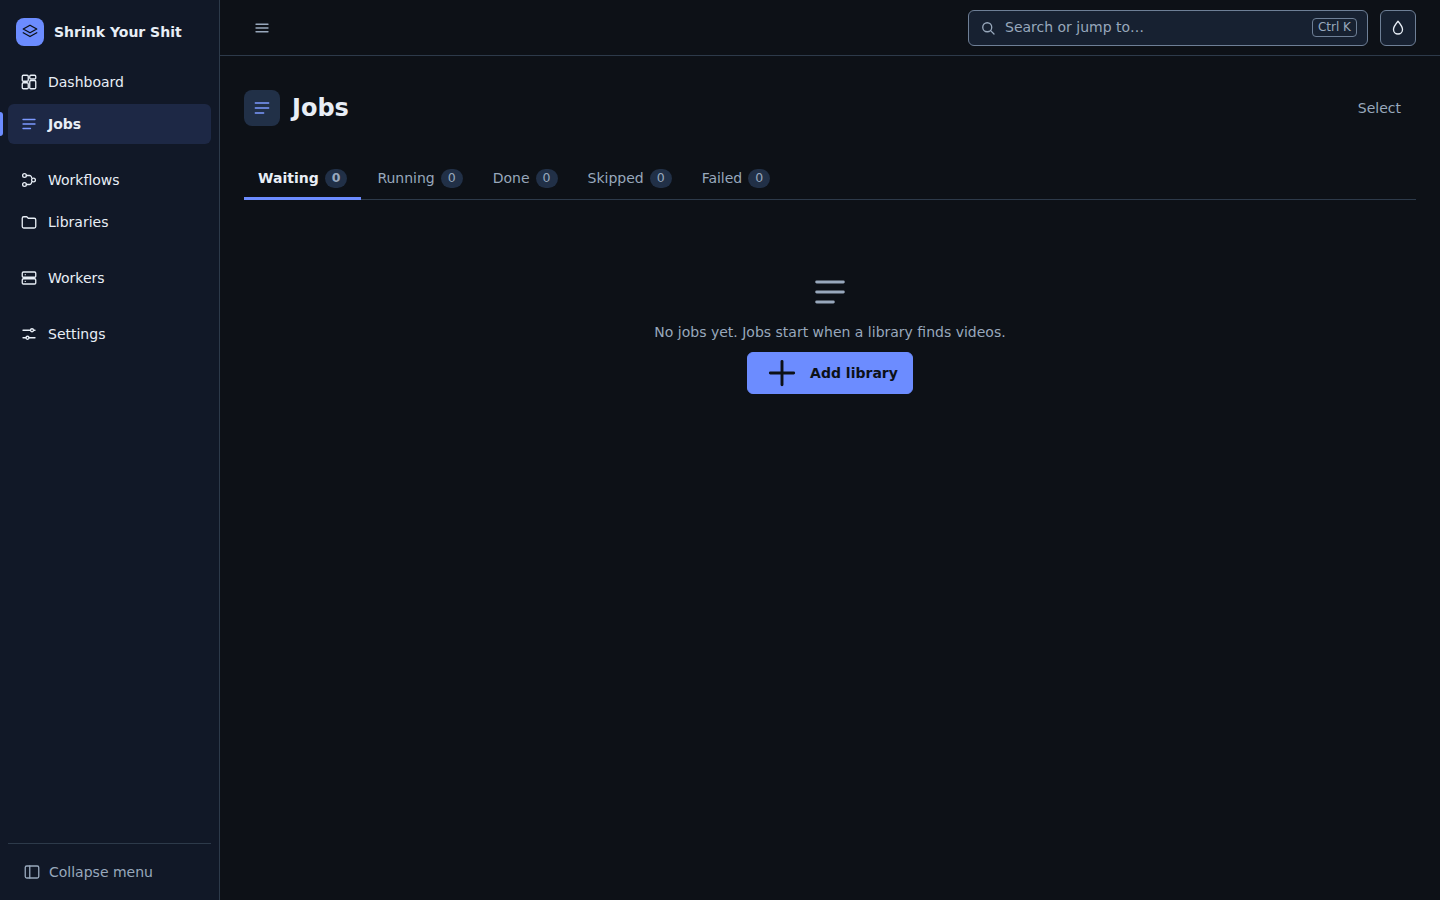 Shrink Your Shit
Search or jump to…
Ctrl K
Dashboard
Jobs
Workflows
Libraries
Workers
Settings
Collapse menu
Jobs
Select
Waiting 0
Running 0
Done 0
Skipped 0
Failed 0
No jobs yet. Jobs start when a library finds videos.
Add library